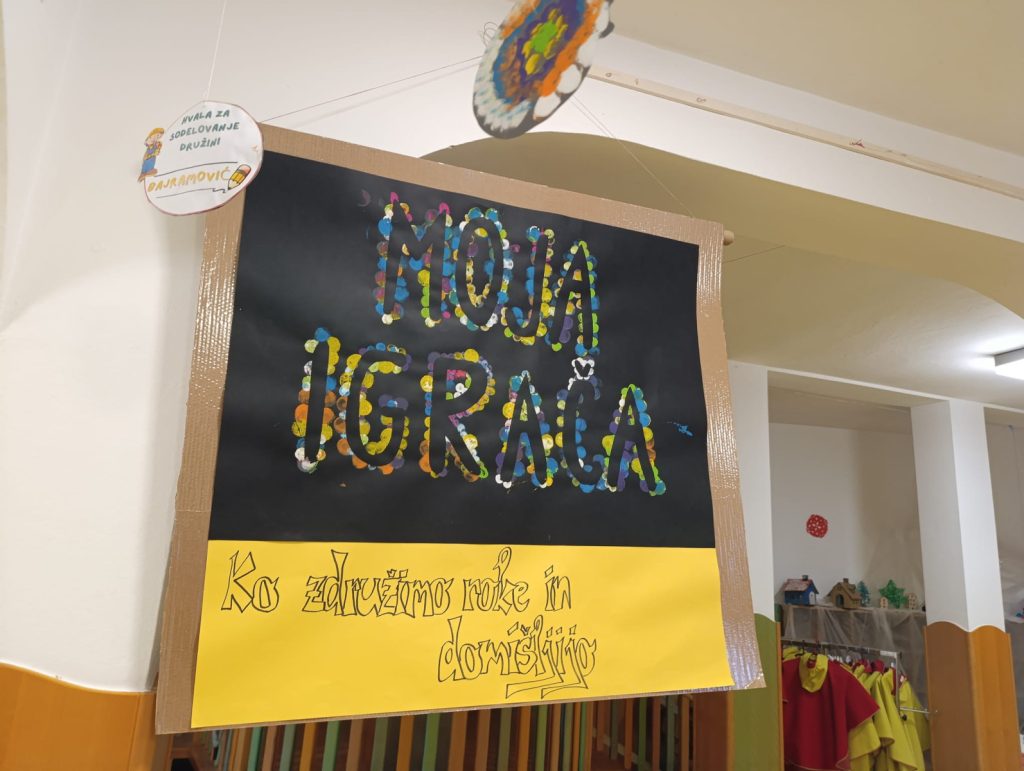 HVALA ZA
SODELOVANJE
DRUŽINI
BAJRAMOVIĆ
MOJA
IGRAČA
Ko združimo roke in
domišljijo